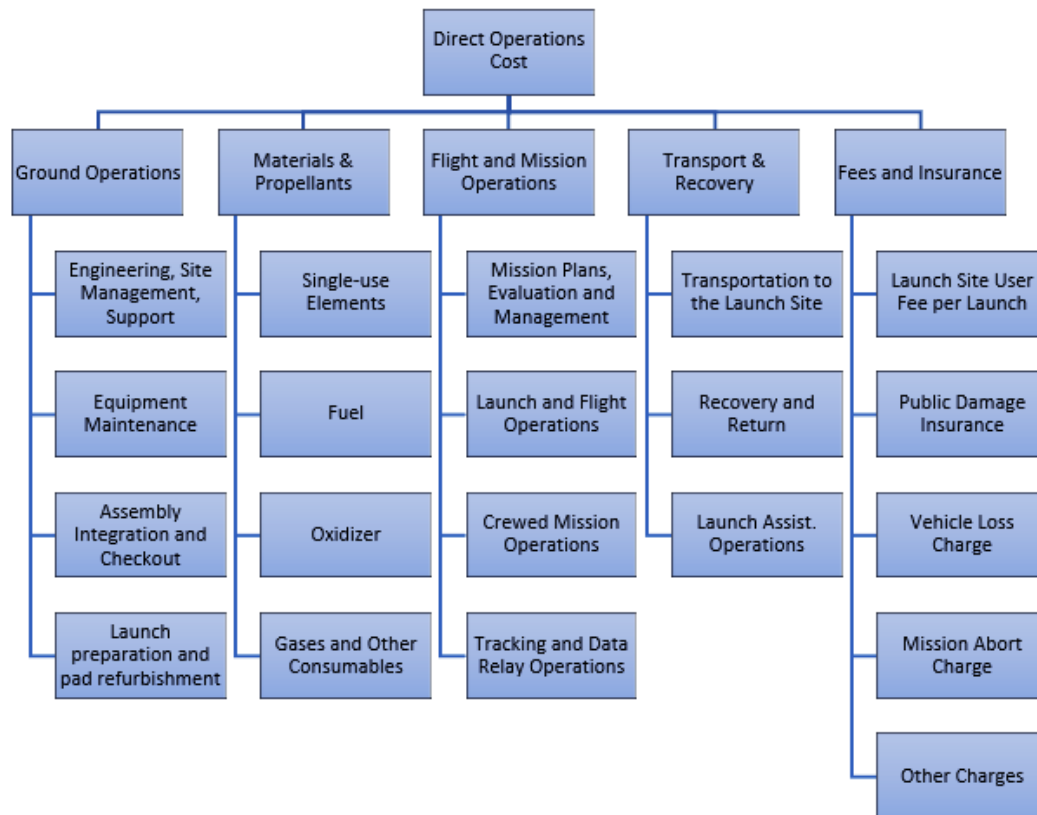 Direct Operations
Cost
Ground Operations
Materials &
Propellants
Flight and Mission
Operations
Transport &
Recovery
Fees and Insurance
Engineering, Site
Management,
Support
Equipment
Maintenance
Assembly
Integration and
Checkout
Launch
preparation and
pad refurbishment
Single-use
Elements
Fuel
Oxidizer
Gases and Other
Consumables
Mission Plans,
Evaluation and
Management
Launch and Flight
Operations
Crewed Mission
Operations
Tracking and Data
Relay Operations
Transportation to
the Launch Site
Recovery and
Return
Launch Assist.
Operations
Launch Site User
Fee per Launch
Public Damage
Insurance
Vehicle Loss
Charge
Mission Abort
Charge
Other Charges